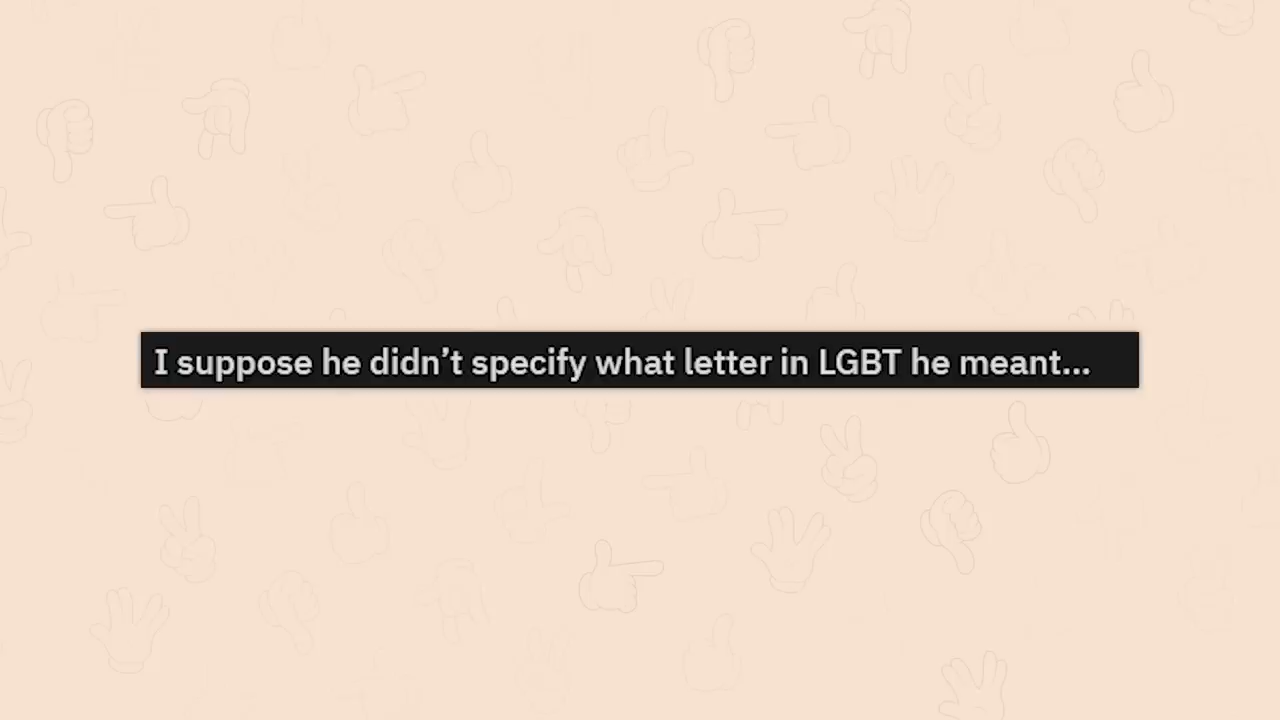 I suppose he didn’t specify what letter in LGBT he meant...